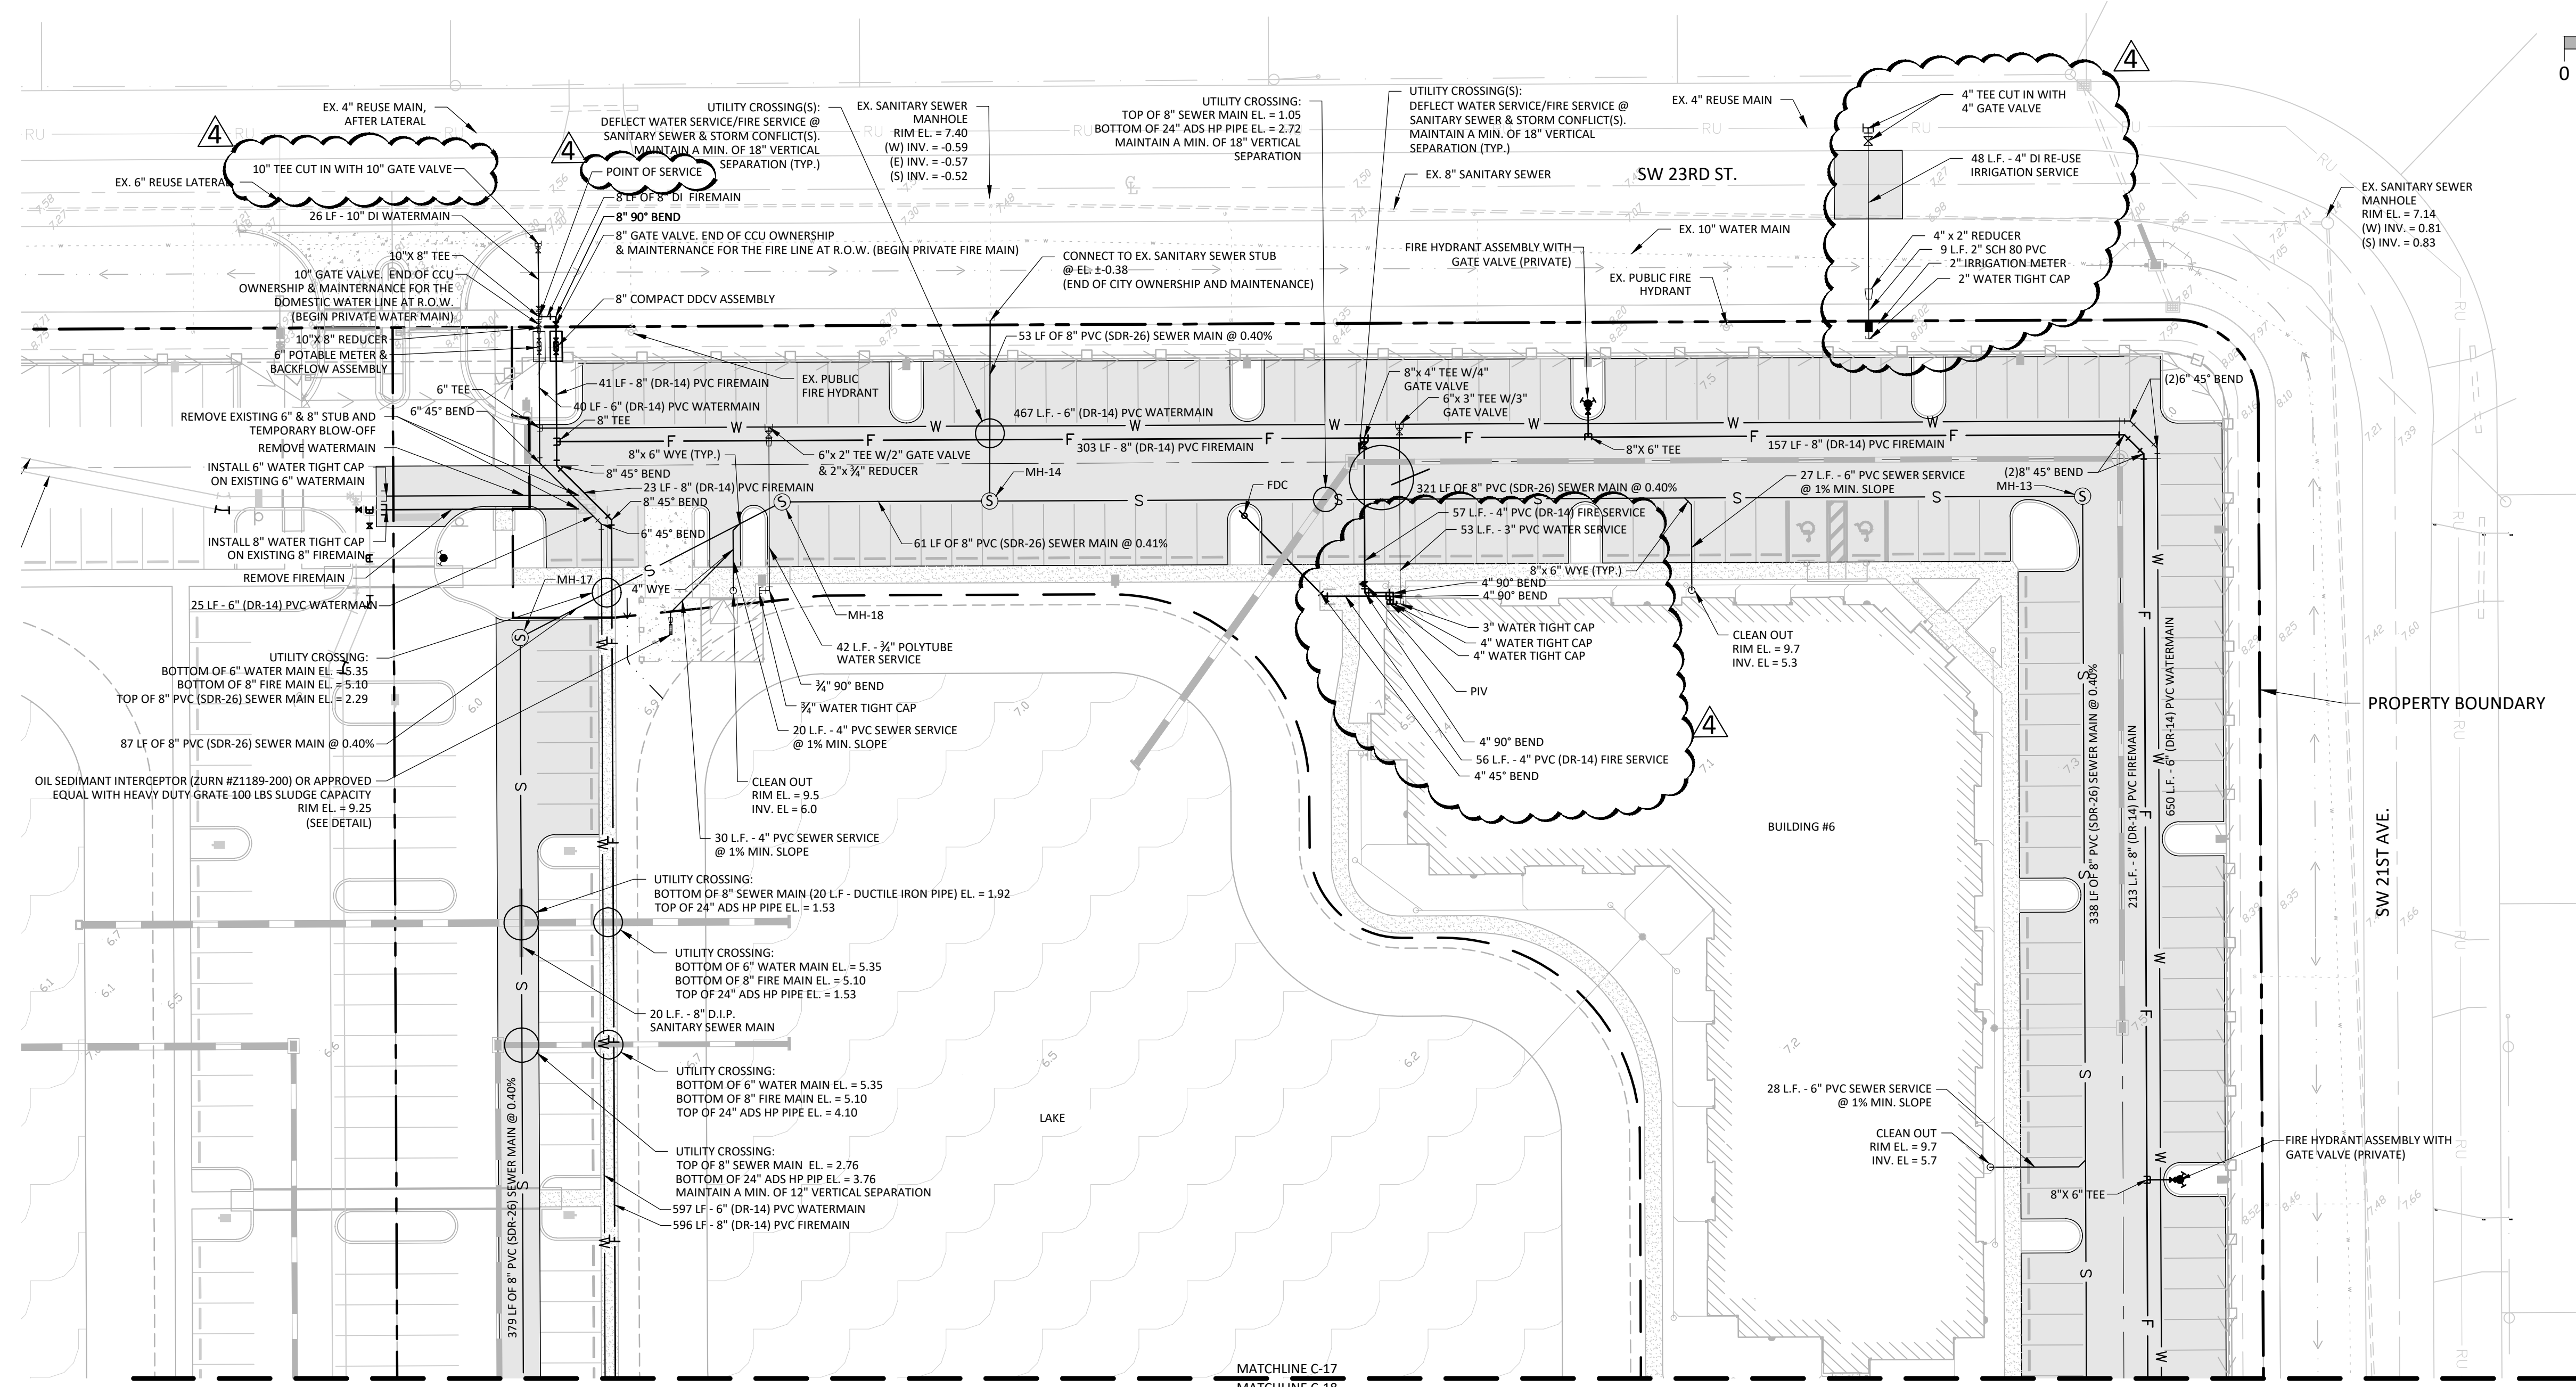 4
0
EX. 4" REUSE MAIN,
AFTER LATERAL
RU
RU
RU
RU
RU
RU
RU
4
10" TEE CUT IN WITH 10" GATE VALVE
EX. 6" REUSE LATERAL
4
POINT OF SERVICE
UTILITY CROSSING(S):
DEFLECT WATER SERVICE/FIRE SERVICE @
SANITARY SEWER & STORM CONFLICT(S).
MAINTAIN A MIN. OF 18" VERTICAL
SEPARATION (TYP.)
EX. SANITARY SEWER
MANHOLE
RIM EL. = 7.40
(W) INV. = -0.59
(E) INV. = -0.57
(S) INV. = -0.52
UTILITY CROSSING:
TOP OF 8" SEWER MAIN EL. = 1.05
BOTTOM OF 24" ADS HP PIPE EL. = 2.72
MAINTAIN A MIN. OF 18" VERTICAL
SEPARATION
UTILITY CROSSING(S):
DEFLECT WATER SERVICE/FIRE SERVICE @
SANITARY SEWER & STORM CONFLICT(S).
MAINTAIN A MIN. OF 18" VERTICAL
SEPARATION (TYP.)
EX. 4" REUSE MAIN
4" TEE CUT IN WITH
4" GATE VALVE
48 L.F. - 4" DI RE-USE
IRRIGATION SERVICE
SW 23RD ST.
EX. 8" SANITARY SEWER
EX. SANITARY SEWER
MANHOLE
RIM EL. = 7.14
(W) INV. = 0.81
(S) INV. = 0.83
26 LF - 10" DI WATERMAIN
8 LF OF 8" DI FIREMAIN
8" 90° BEND
8" GATE VALVE. END OF CCU OWNERSHIP
& MAINTERNANCE FOR THE FIRE LINE AT R.O.W. (BEGIN PRIVATE FIRE MAIN)
FIRE HYDRANT ASSEMBLY WITH
GATE VALVE (PRIVATE)
EX. 10" WATER MAIN
4" x 2" REDUCER
9 L.F. 2" SCH 80 PVC
2" IRRIGATION METER
2" WATER TIGHT CAP
10"X 8" TEE
10" GATE VALVE. END OF CCU
OWNERSHIP & MAINTENANCE FOR THE
DOMESTIC WATER LINE AT R.O.W.
(BEGIN PRIVATE WATER MAIN)
8" COMPACT DDCV ASSEMBLY
CONNECT TO EX. SANITARY SEWER STUB
@ EL. ±-0.38
(END OF CITY OWNERSHIP AND MAINTENANCE)
EX. PUBLIC FIRE
HYDRANT
10"X 8" REDUCER
6" POTABLE METER &
BACKFLOW ASSEMBLY
53 LF OF 8" PVC (SDR-26) SEWER MAIN @ 0.40%
EX. PUBLIC
FIRE HYDRANT
6" TEE
41 LF - 8" (DR-14) PVC FIREMAIN
8"x 4" TEE W/4"
GATE VALVE
6"x 3" TEE W/3"
GATE VALVE
(2)6" 45° BEND
REMOVE EXISTING 6" & 8" STUB AND
TEMPORARY BLOW-OFF
6" 45° BEND
40 LF - 6" (DR-14) PVC WATERMAIN
8" TEE
467 L.F. - 6" (DR-14) PVC WATERMAIN
W W W W W W W
F F F F F F F
REMOVE WATERMAIN
8"x 6" WYE (TYP.)
6"x 2" TEE W/2" GATE VALVE
& 2"x ¾" REDUCER
303 LF - 8" (DR-14) PVC FIREMAIN
8"X 6" TEE
157 LF - 8" (DR-14) PVC FIREMAIN
INSTALL 6" WATER TIGHT CAP
ON EXISTING 6" WATERMAIN
8" 45° BEND
23 LF - 8" (DR-14) PVC FIREMAIN
MH-14
FDC
321 LF OF 8" PVC (SDR-26) SEWER MAIN @ 0.40%
27 L.F. - 6" PVC SEWER SERVICE
@ 1% MIN. SLOPE
(2)8" 45° BEND
MH-13
8" 45° BEND
S S S S S S S S
57 L.F. - 4" PVC (DR-14) FIRE SERVICE
53 L.F. - 3" PVC WATER SERVICE
INSTALL 8" WATER TIGHT CAP
ON EXISTING 8" FIREMAIN
6" 45° BEND
61 LF OF 8" PVC (SDR-26) SEWER MAIN @ 0.41%
REMOVE FIREMAIN
MH-17
4" WYE
8"x 6" WYE (TYP.)
4" 90° BEND
4" 90° BEND
25 LF - 6" (DR-14) PVC WATERMAIN
MH-18
3" WATER TIGHT CAP
4" WATER TIGHT CAP
4" WATER TIGHT CAP
CLEAN OUT
RIM EL. = 9.7
INV. EL = 5.3
42 L.F. - ¾" POLYTUBE
WATER SERVICE
UTILITY CROSSING:
BOTTOM OF 6" WATER MAIN EL. = 5.35
BOTTOM OF 8" FIRE MAIN EL. = 5.10
TOP OF 8" PVC (SDR-26) SEWER MAIN EL. = 2.29
¾" 90° BEND
¾" WATER TIGHT CAP
PIV
PROPERTY BOUNDARY
4
20 L.F. - 4" PVC SEWER SERVICE
@ 1% MIN. SLOPE
87 LF OF 8" PVC (SDR-26) SEWER MAIN @ 0.40%
4" 90° BEND
56 L.F. - 4" PVC (DR-14) FIRE SERVICE
4" 45° BEND
OIL SEDIMANT INTERCEPTOR (ZURN #Z1189-200) OR APPROVED
EQUAL WITH HEAVY DUTY GRATE 100 LBS SLUDGE CAPACITY
RIM EL. = 9.25
(SEE DETAIL)
CLEAN OUT
RIM EL. = 9.5
INV. EL = 6.0
30 L.F. - 4" PVC SEWER SERVICE
@ 1% MIN. SLOPE
BUILDING #6
338 LF OF 8" PVC (SDR-26) SEWER MAIN @ 0.40%
213 L.F. - 8" (DR-14) PVC FIREMAIN
650 L.F. - 6" (DR-14) PVC WATERMAIN
SW 21ST AVE.
UTILITY CROSSING:
BOTTOM OF 8" SEWER MAIN (20 L.F - DUCTILE IRON PIPE) EL. = 1.92
TOP OF 24" ADS HP PIPE EL. = 1.53
UTILITY CROSSING:
BOTTOM OF 6" WATER MAIN EL. = 5.35
BOTTOM OF 8" FIRE MAIN EL. = 5.10
TOP OF 24" ADS HP PIPE EL. = 1.53
20 L.F. - 8" D.I.P.
SANITARY SEWER MAIN
UTILITY CROSSING:
BOTTOM OF 6" WATER MAIN EL. = 5.35
BOTTOM OF 8" FIRE MAIN EL. = 5.10
TOP OF 24" ADS HP PIPE EL. = 4.10
LAKE
28 L.F. - 6" PVC SEWER SERVICE
@ 1% MIN. SLOPE
CLEAN OUT
RIM EL. = 9.7
INV. EL = 5.7
FIRE HYDRANT ASSEMBLY WITH
GATE VALVE (PRIVATE)
8"X 6" TEE
UTILITY CROSSING:
TOP OF 8" SEWER MAIN EL. = 2.76
BOTTOM OF 24" ADS HP PIP EL. = 3.76
MAINTAIN A MIN. OF 12" VERTICAL SEPARATION
597 LF - 6" (DR-14) PVC WATERMAIN
596 LF - 8" (DR-14) PVC FIREMAIN
379 LF OF 8" PVC (SDR-26) SEWER MAIN @ 0.40%
MATCHLINE C-17
MATCHLINE C-18